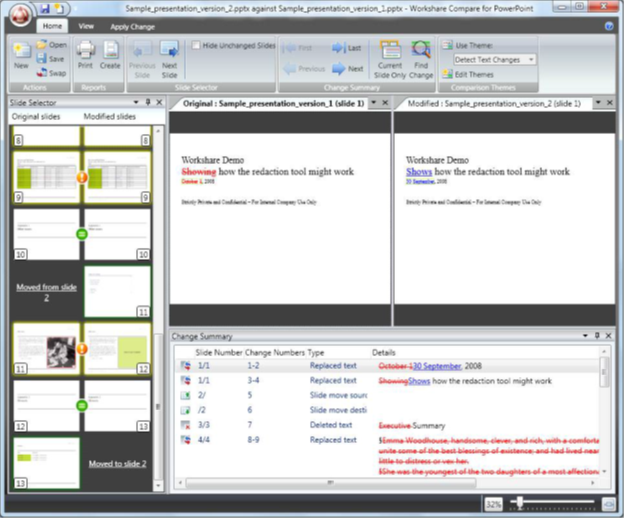 Sample_presentation_version_2.pptx against Sample_presentation_version_1.pptx - Workshare Compare for PowerPoint
Home View Apply Change
New
Open
Save
Swap
Actions
Print Create
Reports
Previous Slide
Next Slide
Hide Unchanged Slides
Slide Selector
First Last
Previous Next
Current Slide Only
Find Change
Change Summary
Use Theme:
Detect Text Changes
Edit Themes
Comparison Themes
Slide Selector
Original slides Modified slides
8 8
9 9
10 10
Moved from slide 2
11
11 12
12 13
13
Moved to slide 2
Original : Sample_presentation_version_1 (slide 1)
Workshare Demo
Showing how the redaction tool might work
October 1, 2008
Strictly Private and Confidential – For Internal Company Use Only
Modified : Sample_presentation_version_2 (slide 1)
Workshare Demo
Shows how the redaction tool might work
30 September, 2008
Strictly Private and Confidential – For Internal Company Use Only
Change Summary
Slide Number Change Numbers Type Details
1/1 1-2 Replaced text October 130 September, 2008
1/1 3-4 Replaced text ShowingShows how the redaction tool might work
2/ 5 Slide move sourc
/2 6 Slide move desti
3/3 7 Deleted text Executive Summary
4/4 8-9 Replaced text §Emma Woodhouse, handsome, clever, and rich, with a comforta
unite some of the best blessings of existence; and had lived near
little to distress or vex her.
§She was the youngest of the two daughters of a most affection
32%